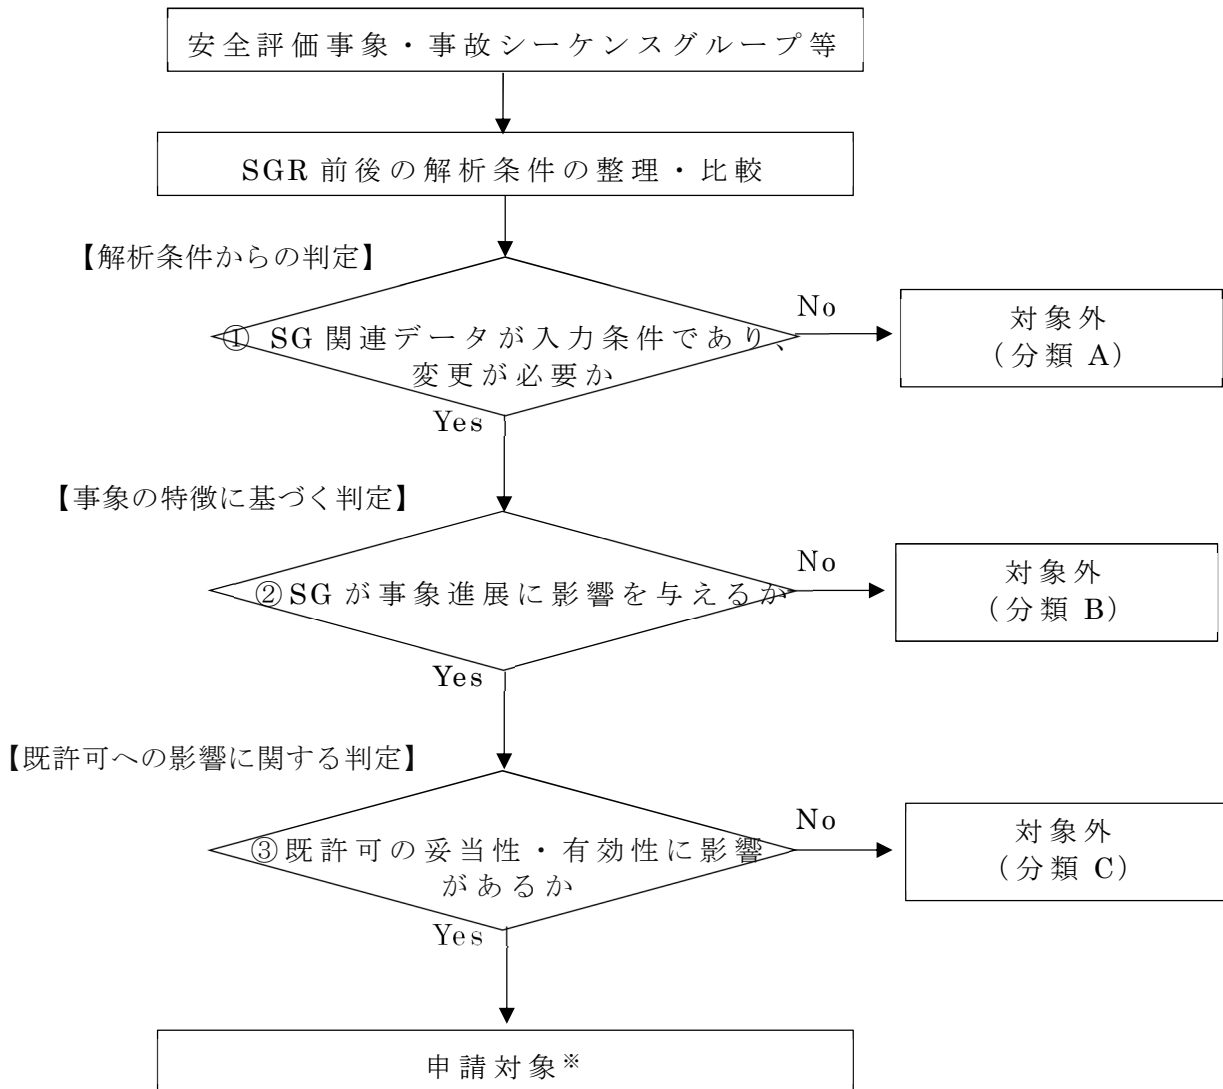 安全評価事象・事故シーケンスグループ等
SGR 前後の解析条件の整理・比較
【解析条件からの判定】
① SG 関連データが入力条件であり、
変更が必要か
No
対象外
（分類 A）
Yes
【事象の特徴に基づく判定】
②SG が事象進展に影響を与えるか
No
対象外
（分類 B）
Yes
【既許可への影響に関する判定】
③既許可の妥当性・有効性に影響
があるか
No
対象外
（分類 C）
Yes
申請対象※